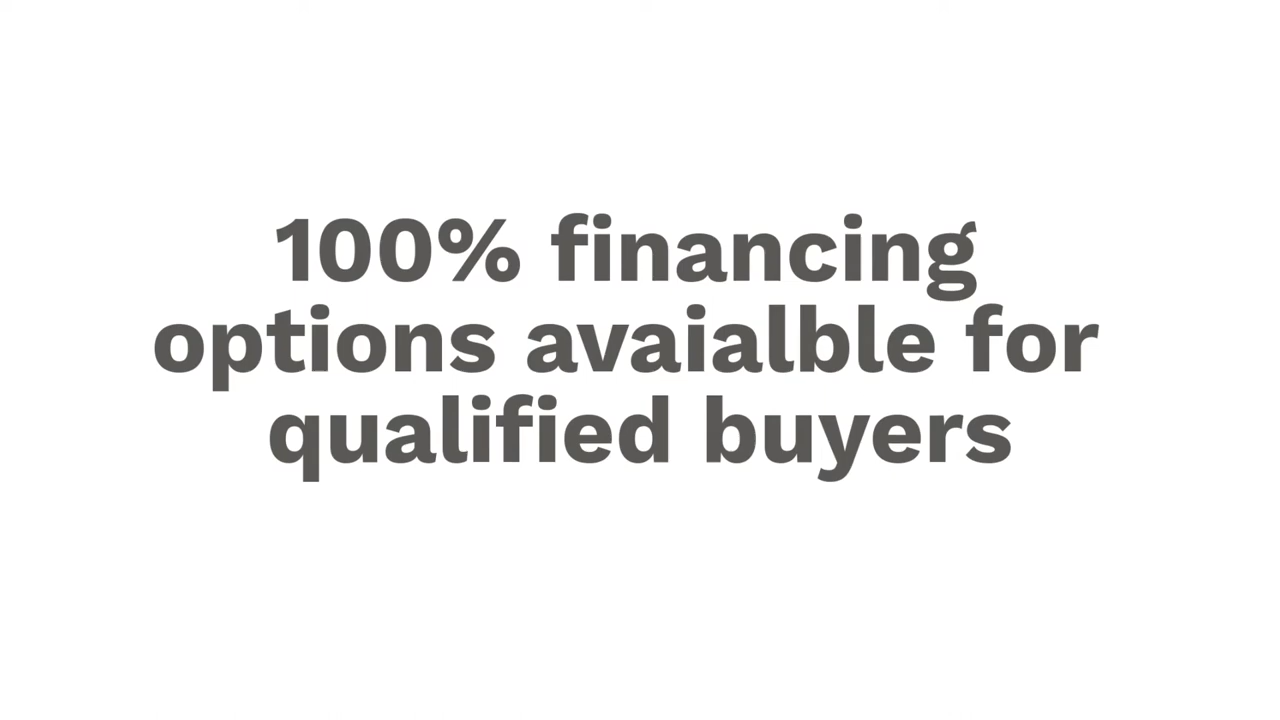 100% financing
options avaialble for
qualified buyers